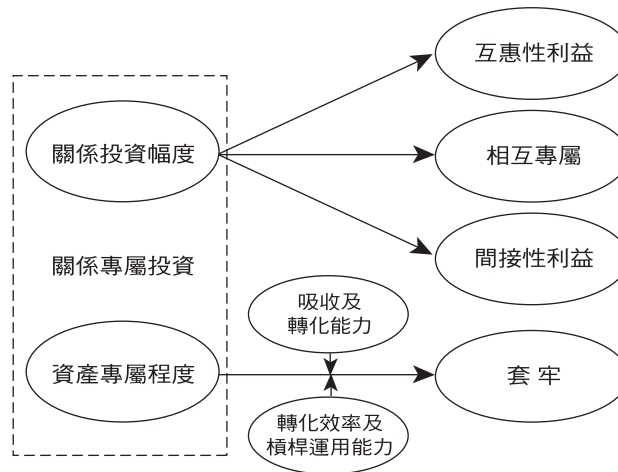 互惠性利益
關係投資幅度
相互專屬
關係專屬投資
間接性利益
吸收及
轉化能力
資產專屬程度
套 牢
轉化效率及
槓桿運用能力